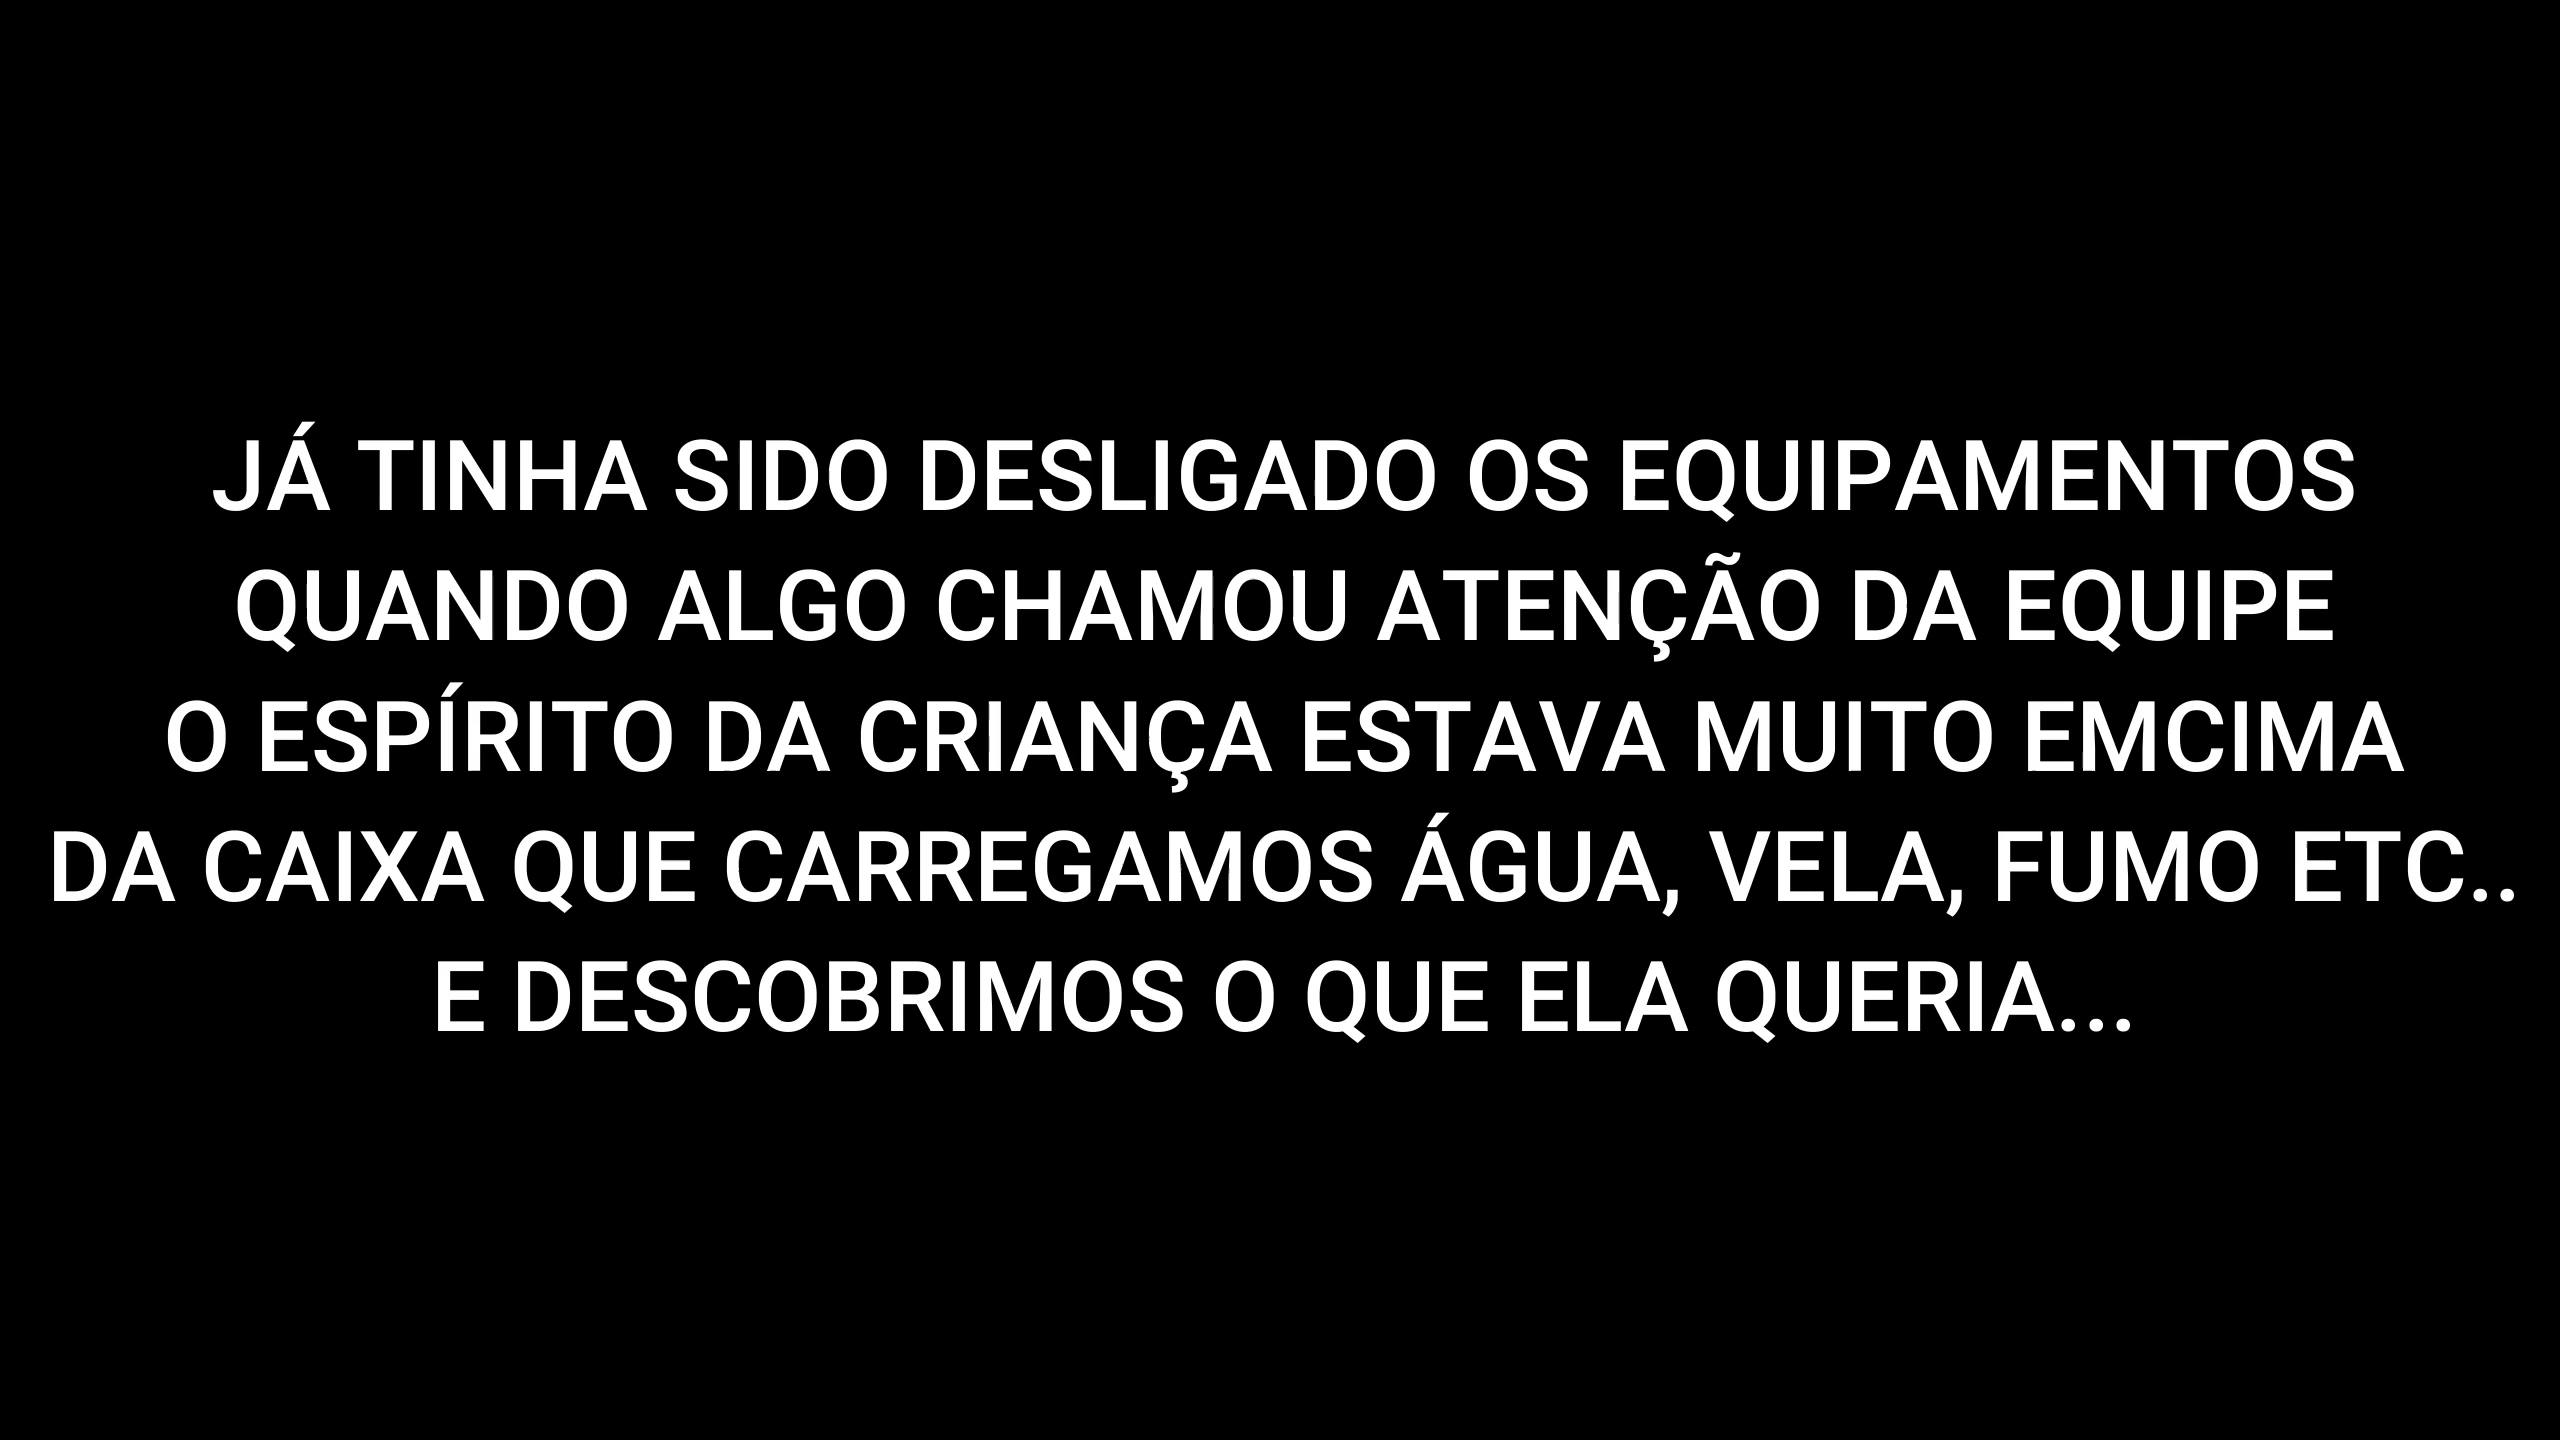 JÁ TINHA SIDO DESLIGADO OS EQUIPAMENTOS
QUANDO ALGO CHAMOU ATENÇÃO DA EQUIPE
O ESPÍRITO DA CRIANÇA ESTAVA MUITO EMCIMA
DA CAIXA QUE CARREGAMOS ÁGUA, VELA, FUMO ETC..
E DESCOBRIMOS O QUE ELA QUERIA...